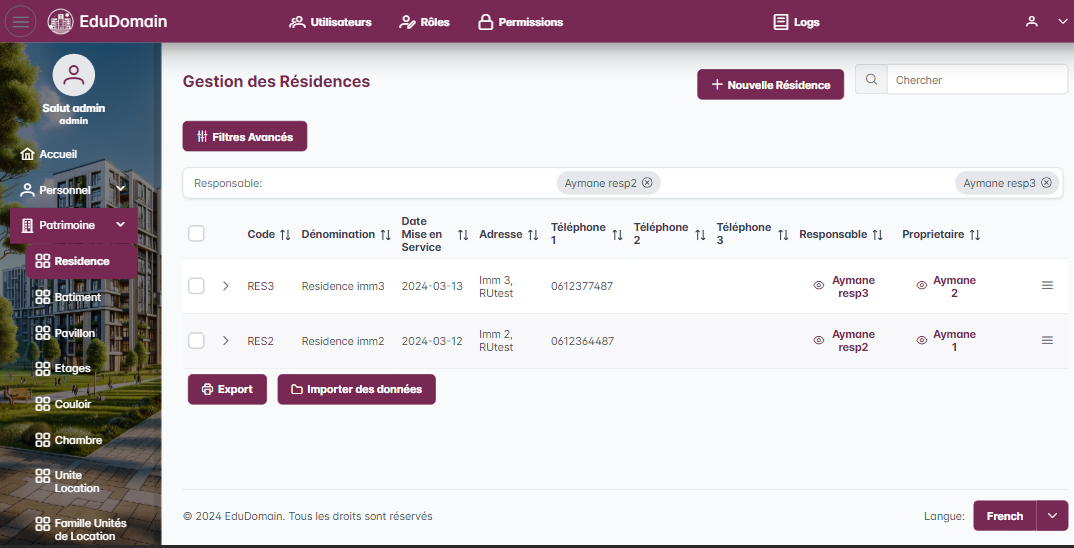 EduDomain
Utilisateurs
Rôles
Permissions
Logs
Salut admin
admin
Accueil
Personnel
Patrimoine
Residence
Batiment
Pavillon
Etages
Couloir
Chambre
Unite
Location
Famille Unités
de Location
Gestion des Résidences
Nouvelle Résidence
Chercher
Filtres Avancés
Responsable:
Aymane resp2
Aymane resp3
Code
Dénomination
Date
Mise en
Service
Adresse
Téléphone
1
Téléphone
2
Téléphone
3
Responsable
Proprietaire
RES3
Residence imm3
2024-03-13
Imm 3,
RUtest
0612377487
Aymane
resp3
Aymane
2
RES2
Residence imm2
2024-03-12
Imm 2,
RUtest
0612364487
Aymane
resp2
Aymane
1
Export
Importer des données
© 2024 EduDomain. Tous les droits sont réservés
Langue:
French